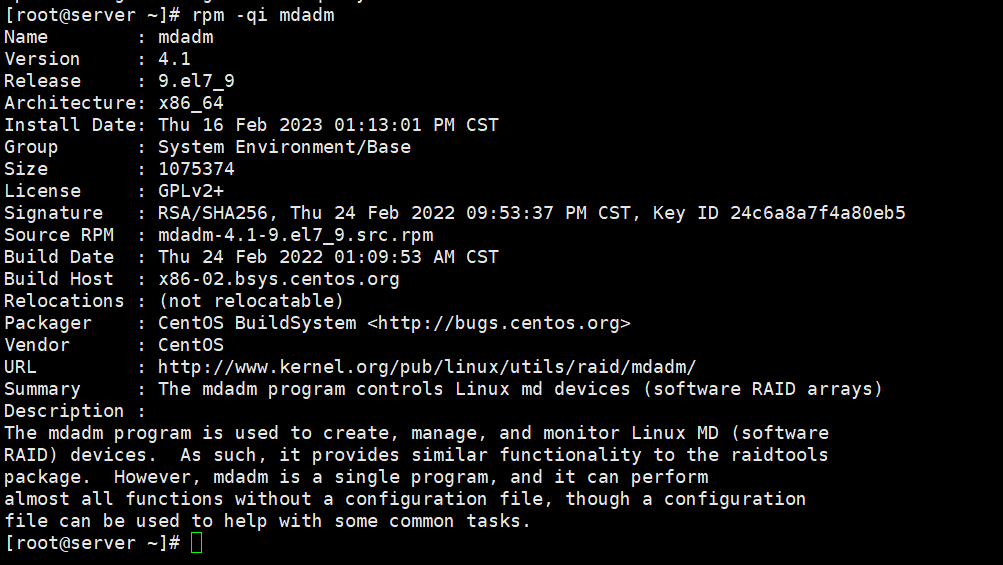 [root@server ~]# rpm -qi mdadm
Name        : mdadm
Version     : 4.1
Release     : 9.el7_9
Architecture: x86_64
Install Date: Thu 16 Feb 2023 01:13:01 PM CST
Group       : System Environment/Base
Size        : 1075374
License     : GPLv2+
Signature   : RSA/SHA256, Thu 24 Feb 2022 09:53:37 PM CST, Key ID 24c6a8a7f4a80eb5
Source RPM  : mdadm-4.1-9.el7_9.src.rpm
Build Date  : Thu 24 Feb 2022 01:09:53 AM CST
Build Host  : x86-02.bsys.centos.org
Relocations : (not relocatable)
Packager    : CentOS BuildSystem <http://bugs.centos.org>
Vendor      : CentOS
URL         : http://www.kernel.org/pub/linux/utils/raid/mdadm/
Summary     : The mdadm program controls Linux md devices (software RAID arrays)
Description :
The mdadm program is used to create, manage, and monitor Linux MD (software
RAID) devices.  As such, it provides similar functionality to the raidtools
package.  However, mdadm is a single program, and it can perform
almost all functions without a configuration file, though a configuration
file can be used to help with some common tasks.
[root@server ~]#